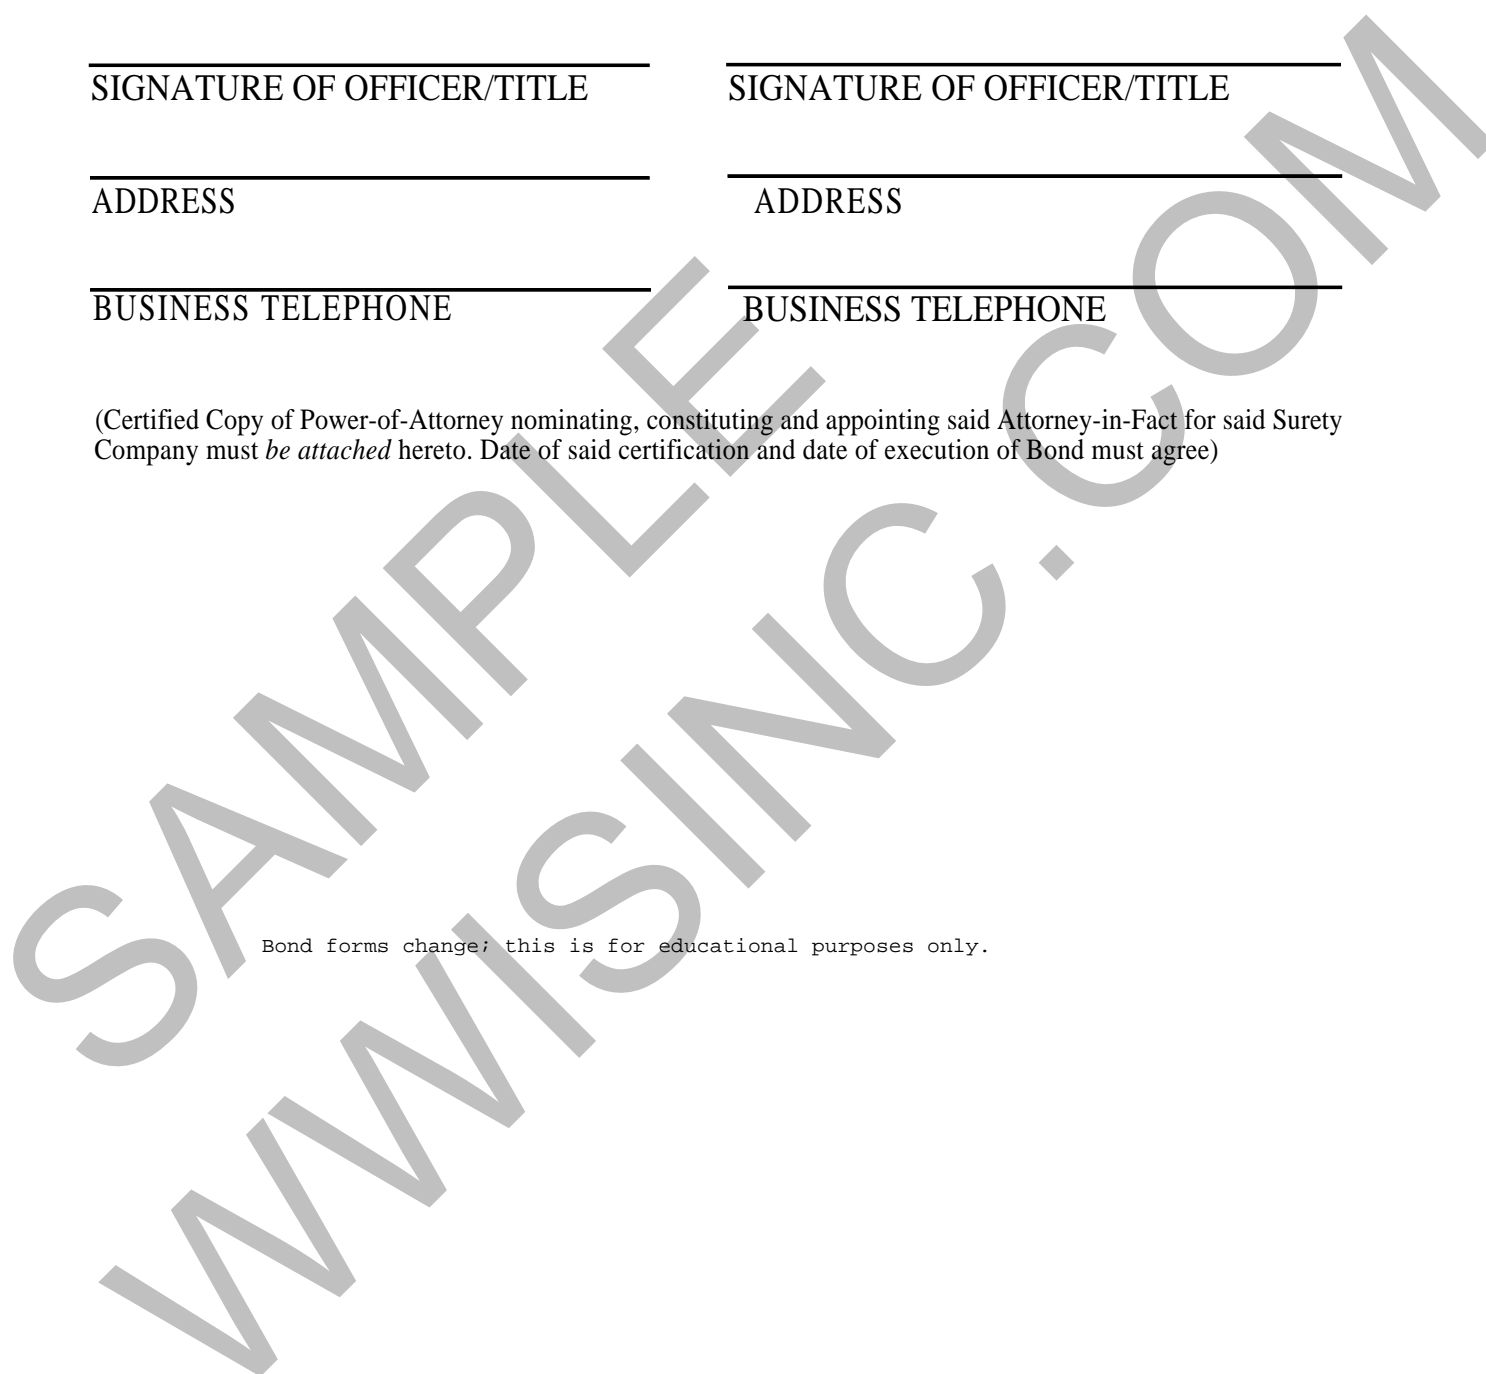 SIGNATURE OF OFFICER/TITLE SIGNATURE OF OFFICER/TITLE
ADDRESS ADDRESS
BUSINESS TELEPHONE BUSINESS TELEPHONE
(Certified Copy of Power-of-Attorney nominating, constituting and appointing said Attorney-in-Fact for said Surety
Company must be attached hereto. Date of said certification and date of execution of Bond must agree)
Bond forms change; this is for educational purposes only.
SAMPLE
WWISINC.COM